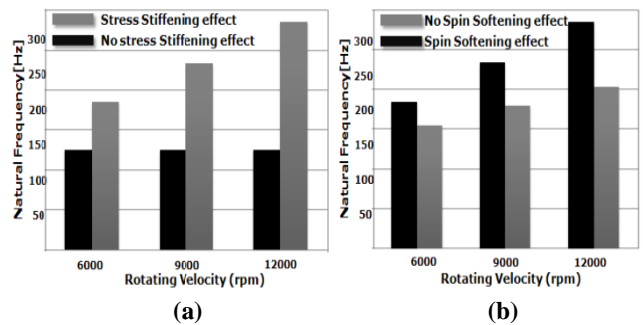 Stress Stiffening effect
No stress Stiffening effect
Natural Frequency[Hz]
300
250
200
150
100
50
6000 9000 12000
Rotating Velocity (rpm)
(a)
No Spin Softening effect
Spin Softening effect
Natural Frequency[Hz]
300
250
200
150
100
50
6000 9000 12000
Rotating Velocity (rpm)
(b)